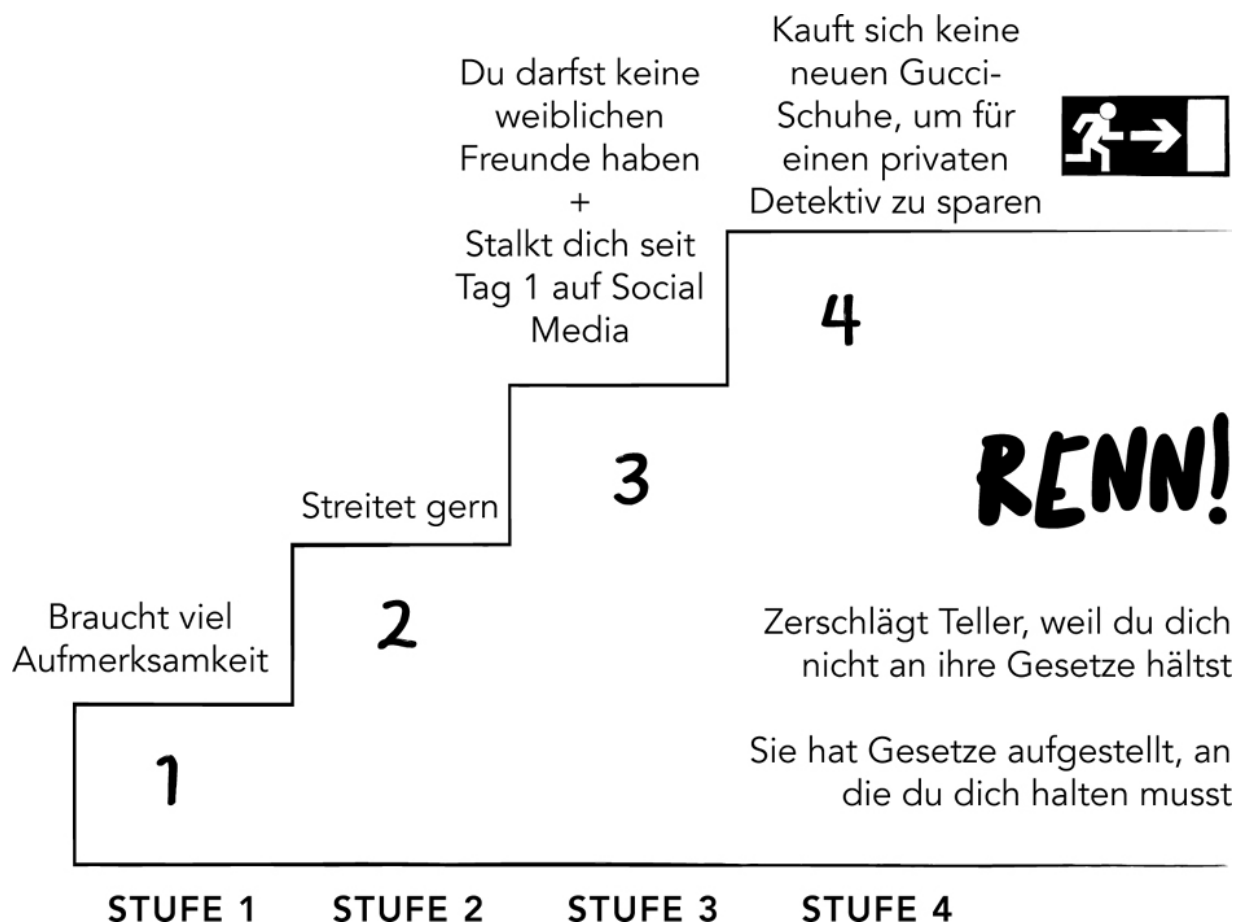 Kauft sich keine
neuen Gucci-
Schuhe, um für
einen privaten
Detektiv zu sparen
Du darfst keine
weiblichen
Freunde haben
+
Stalkt dich seit
Tag 1 auf Social
Media
4
RENN!
3
Streitet gern
2
Braucht viel
Aufmerksamkeit
1
Zerschlägt Teller, weil du dich
nicht an ihre Gesetze hältst
Sie hat Gesetze aufgestellt, an
die du dich halten musst
STUFE 1
STUFE 2
STUFE 3
STUFE 4